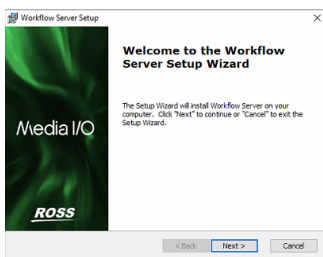 Workflow Server Setup
Welcome to the Workflow
Server Setup Wizard
The Setup Wizard will install Workflow Server on your
computer. Click "Next" to continue or "Cancel" to exit the
Setup Wizard.
Media I/O
ROSS
< Back
Next >
Cancel